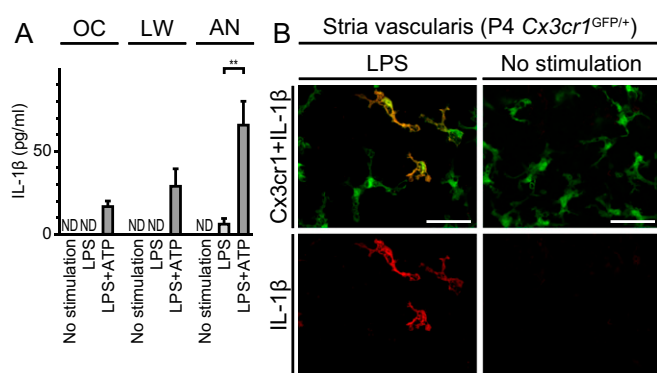 A
OC LW AN
**
IL-1β (pg/ml)
50
0
ND ND ND ND ND
No stimulation LPS LPS+ATP No stimulation LPS LPS+ATP No stimulation LPS LPS+ATP
B
Stria vascularis (P4 Cx3cr1GFP/+)
LPS No stimulation
Cx3cr1+IL-1β
IL-1β